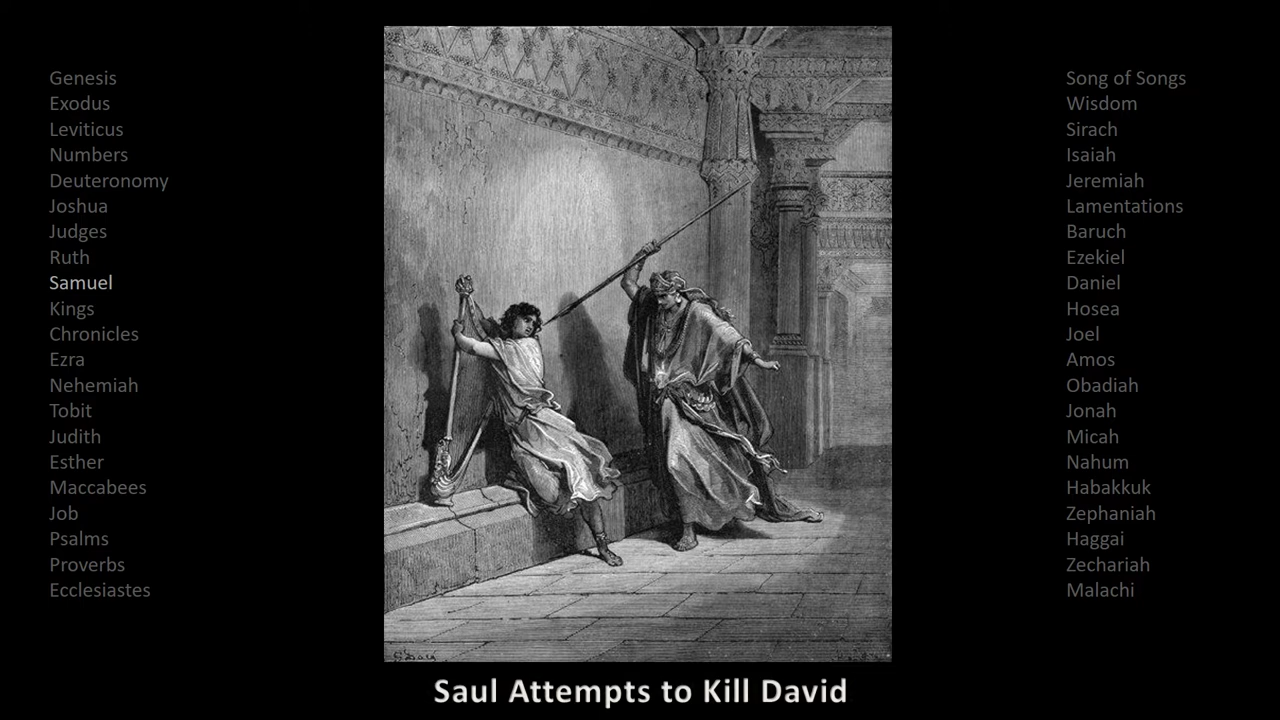 Genesis
Exodus
Leviticus
Numbers
Deuteronomy
Joshua
Judges
Ruth
Samuel
Kings
Chronicles
Ezra
Nehemiah
Tobit
Judith
Esther
Maccabees
Job
Psalms
Proverbs
Ecclesiastes
Song of Songs
Wisdom
Sirach
Isaiah
Jeremiah
Lamentations
Baruch
Ezekiel
Daniel
Hosea
Joel
Amos
Obadiah
Jonah
Micah
Nahum
Habakkuk
Zephaniah
Haggai
Zechariah
Malachi
Saul Attempts to Kill David